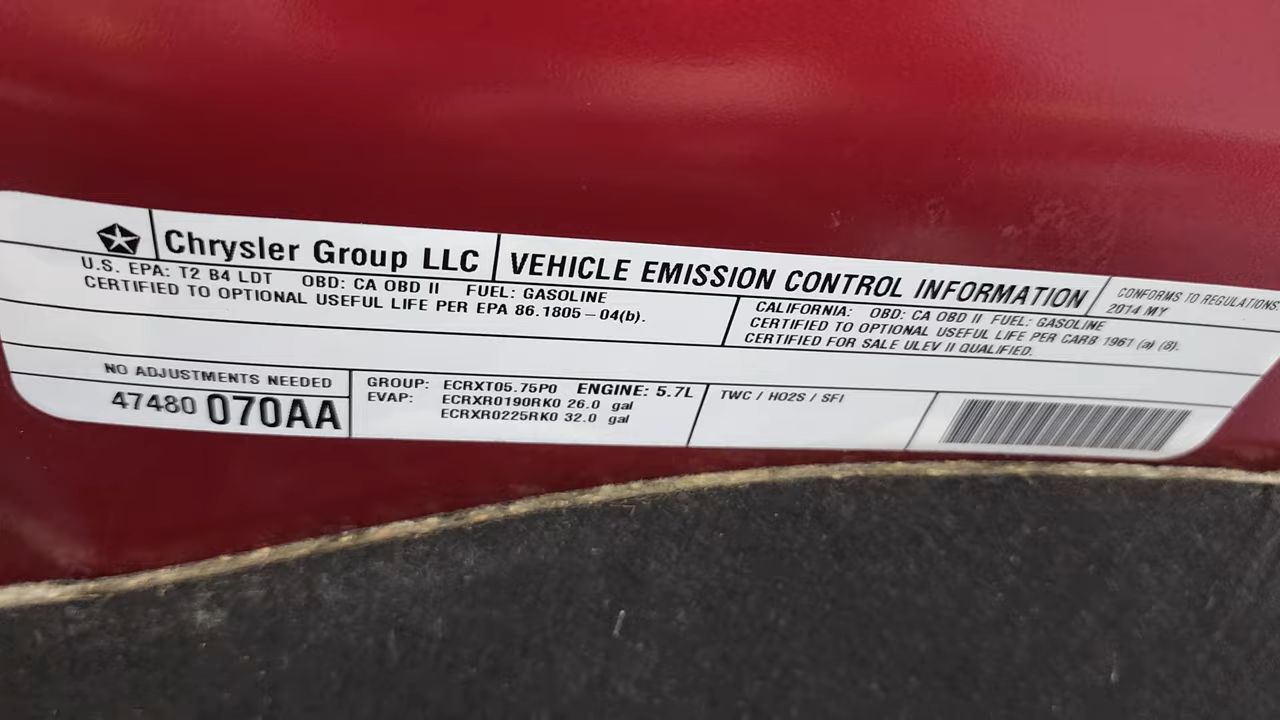 Chrysler Group LLC
VEHICLE EMISSION CONTROL INFORMATION
CONFORMS TO REGULATIONS:
2014 MY
U.S. EPA: T2 B4 LDT OBD: CA OBD II FUEL: GASOLINE
CERTIFIED TO OPTIONAL USEFUL LIFE PER EPA 86.1805-04(b).
CALIFORNIA: OBD: CA OBD II FUEL: GASOLINE
CERTIFIED TO OPTIONAL USEFUL LIFE PER CARB 1961 (a) (8).
CERTIFIED FOR SALE ULEV II QUALIFIED.
NO ADJUSTMENTS NEEDED
47480 070AA
GROUP: ECRXT05.75P0 ENGINE: 5.7L
EVAP: ECRXR0190RK0 26.0 gal
ECRXR0225RK0 32.0 gal
TWC / HO2S / SFI